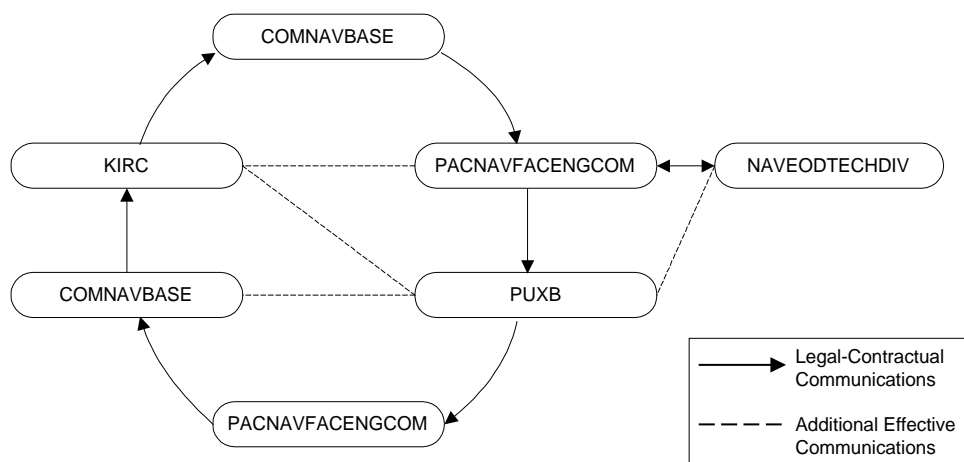 COMNAVBASE
KIRC
PACNAVFACENGCOM
NAVEODTECHDIV
COMNAVBASE
PUXB
PACNAVFACENGCOM
Legal-Contractual
Communications
Additional Effective
Communications